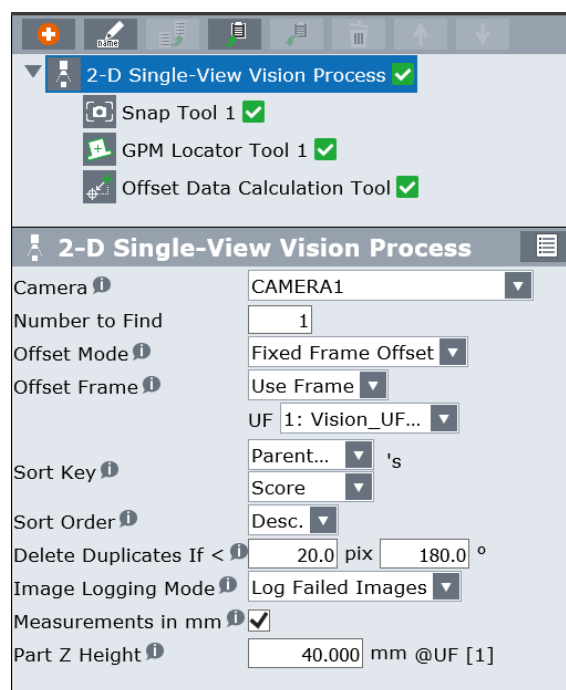 name
2-D Single-View Vision Process
Snap Tool 1
GPM Locator Tool 1
Offset Data Calculation Tool
2-D Single-View Vision Process
Camera CAMERA1
Number to Find 1
Offset Mode Fixed Frame Offset
Offset Frame Use Frame
UF 1: Vision_UF...
Parent... 's
Sort Key
Score
Sort Order Desc.
Delete Duplicates If < 20.0 pix 180.0 °
Image Logging Mode Log Failed Images
Measurements in mm
Part Z Height 40.000 mm @UF [1]